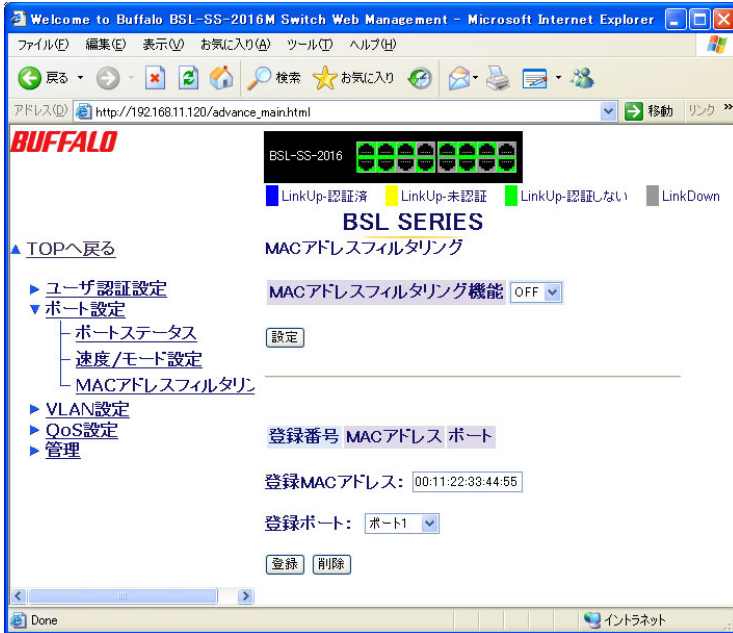 Welcome to Buffalo BSL-SS-2016M Switch Web Management - Microsoft Internet Explorer
ファイル(F) 編集(E) 表示(V) お気に入り(A) ツール(T) ヘルプ(H)
戻る 検索 お気に入り
アドレス(D) http://192.168.11.120/advance_main.html 移動 リンク »
BUFFALO
BSL-SS-2016
LinkUp-認証済 LinkUp-未認証 LinkUp-認証しない LinkDown
BSL SERIES
TOPへ戻る
ユーザ認証設定
ポート設定
ポートステータス
速度/モード設定
MACアドレスフィルタリン
VLAN設定
QoS設定
管理
MACアドレスフィルタリング
MACアドレスフィルタリング機能 OFF
設定
登録番号 MACアドレス ポート
登録MACアドレス: 00:11:22:33:44:55
登録ポート: ポート1
登録 削除
Done イントラネット